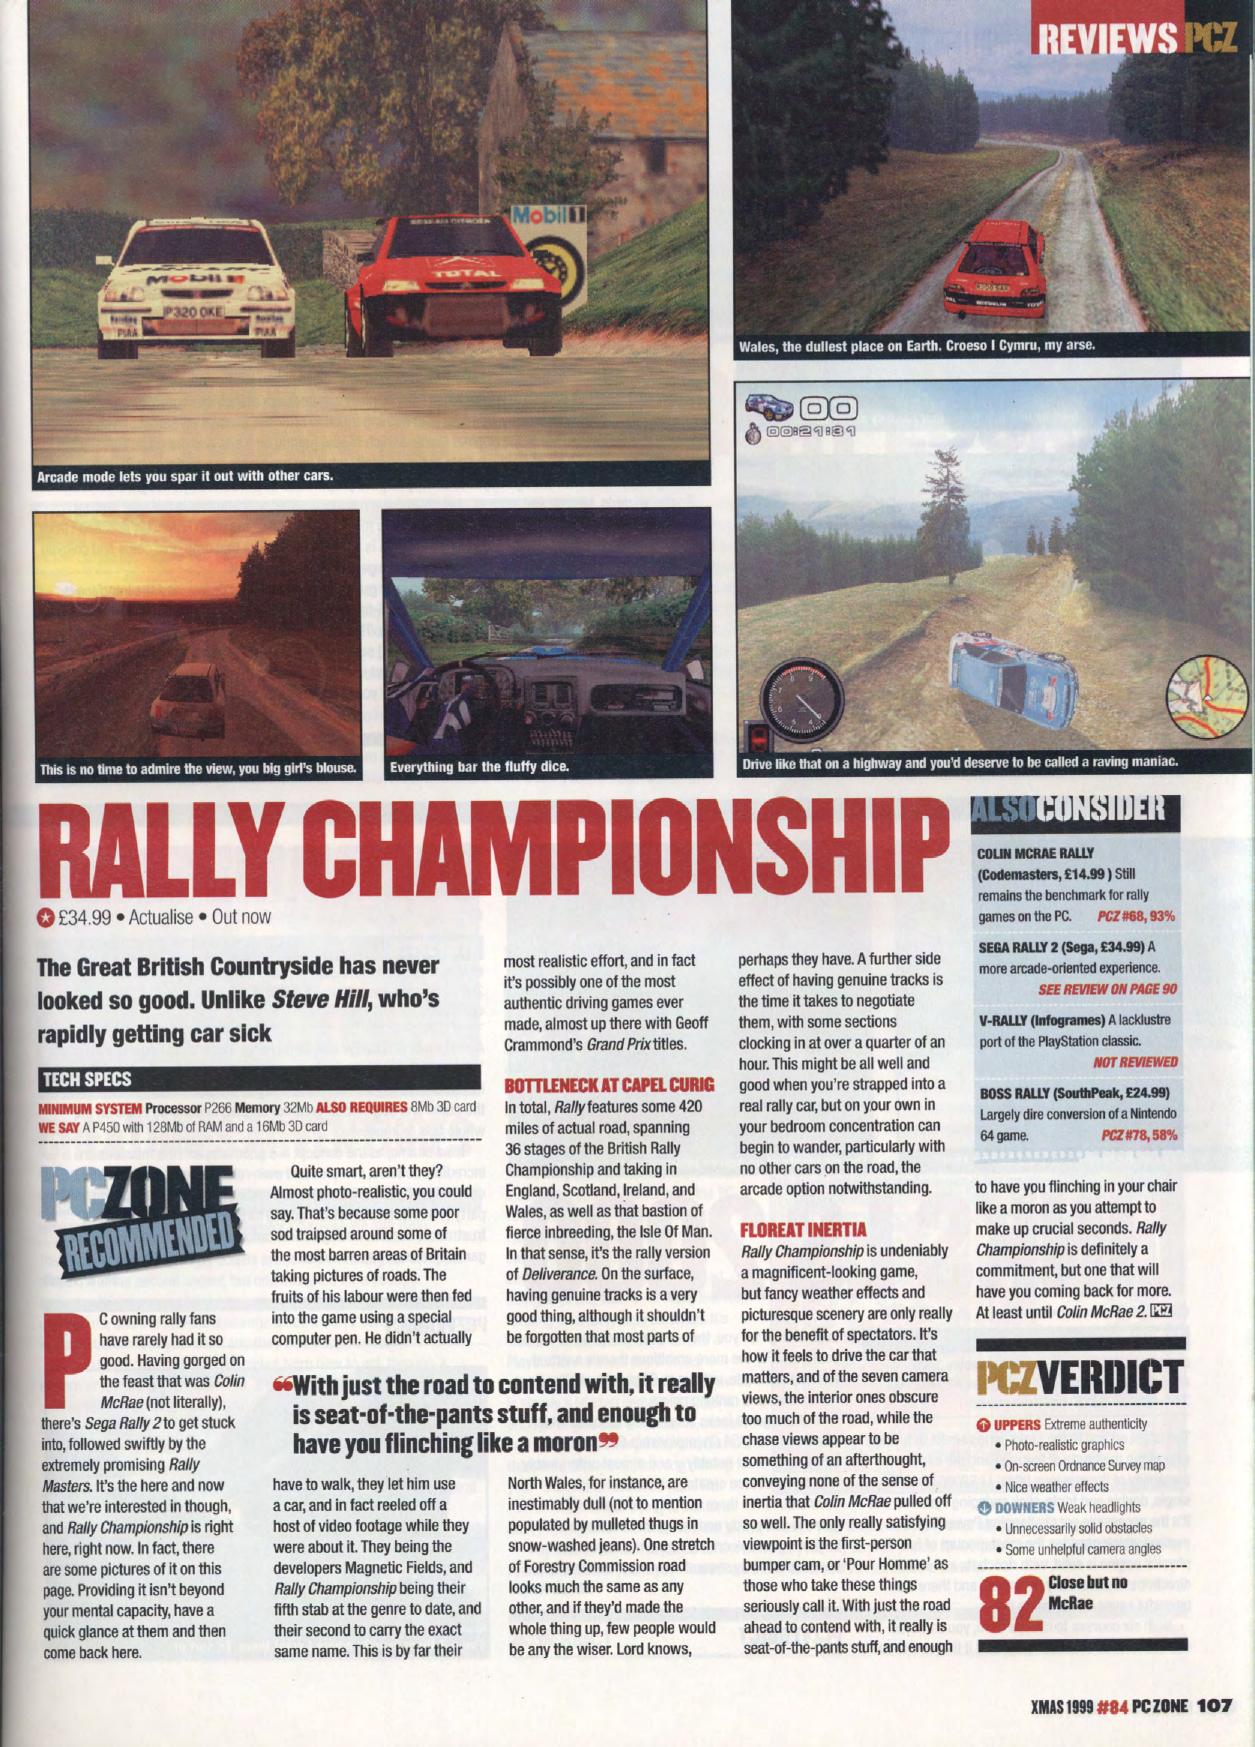 REVIEWS PCZ
Mobil 1
Mobil 1
P320 OKE
PIAA
PIAA
TOTAL
Arcade mode lets you spar it out with other cars.
Wales, the dullest place on Earth. Croeso I Cymru, my arse.
00
00:21:31
This is no time to admire the view, you big girl's blouse.
Everything bar the fluffy dice.
Drive like that on a highway and you'd deserve to be called a raving maniac.
RALLY CHAMPIONSHIP
£34.99 • Actualise • Out now
The Great British Countryside has never
looked so good. Unlike Steve Hill, who's
rapidly getting car sick
TECH SPECS
MINIMUM SYSTEM Processor P266 Memory 32Mb ALSO REQUIRES 8Mb 3D card
WE SAY A P450 with 128Mb of RAM and a 16Mb 3D card
PCZONE
RECOMMENDED
PC owning rally fans
have rarely had it so
good. Having gorged on
the feast that was Colin
McRae (not literally),
there's Sega Rally 2 to get stuck
into, followed swiftly by the
extremely promising Rally
Masters. It's the here and now
that we're interested in though,
and Rally Championship is right
here, right now. In fact, there
are some pictures of it on this
page. Providing it isn't beyond
your mental capacity, have a
quick glance at them and then
come back here.
Quite smart, aren't they?
Almost photo-realistic, you could
say. That's because some poor
sod traipsed around some of
the most barren areas of Britain
taking pictures of roads. The
fruits of his labour were then fed
into the game using a special
computer pen. He didn't actually
have to walk, they let him use
a car, and in fact reeled off a
host of video footage while they
were about it. They being the
developers Magnetic Fields, and
Rally Championship being their
fifth stab at the genre to date, and
their second to carry the exact
same name. This is by far their
most realistic effort, and in fact
it's possibly one of the most
authentic driving games ever
made, almost up there with Geoff
Crammond's Grand Prix titles.
BOTTLENECK AT CAPEL CURIG
In total, Rally features some 420
miles of actual road, spanning
36 stages of the British Rally
Championship and taking in
England, Scotland, Ireland, and
Wales, as well as that bastion of
fierce inbreeding, the Isle Of Man.
In that sense, it's the rally version
of Deliverance. On the surface,
having genuine tracks is a very
good thing, although it shouldn't
be forgotten that most parts of
“With just the road to contend with, it really
is seat-of-the-pants stuff, and enough to
have you flinching like a moron”
North Wales, for instance, are
inestimably dull (not to mention
populated by mulleted thugs in
snow-washed jeans). One stretch
of Forestry Commission road
looks much the same as any
other, and if they'd made the
whole thing up, few people would
be any the wiser. Lord knows,
perhaps they have. A further side
effect of having genuine tracks is
the time it takes to negotiate
them, with some sections
clocking in at over a quarter of an
hour. This might be all well and
good when you're strapped into a
real rally car, but on your own in
your bedroom concentration can
begin to wander, particularly with
no other cars on the road, the
arcade option notwithstanding.
FLOREAT INERTIA
Rally Championship is undeniably
a magnificent-looking game,
but fancy weather effects and
picturesque scenery are only really
for the benefit of spectators. It's
how it feels to drive the car that
matters, and of the seven camera
views, the interior ones obscure
too much of the road, while the
chase views appear to be
something of an afterthought,
conveying none of the sense of
inertia that Colin McRae pulled off
so well. The only really satisfying
viewpoint is the first-person
bumper cam, or 'Pour Homme' as
those who take these things
seriously call it. With just the road
ahead to contend with, it really is
seat-of-the-pants stuff, and enough
to have you flinching in your chair
like a moron as you attempt to
make up crucial seconds. Rally
Championship is definitely a
commitment, but one that will
have you coming back for more.
At least until Colin McRae 2. PCZ
ALSO CONSIDER
COLIN MCRAE RALLY
(Codemasters, £14.99 ) Still
remains the benchmark for rally
games on the PC. PCZ #68, 93%
SEGA RALLY 2 (Sega, £34.99) A
more arcade-oriented experience.
SEE REVIEW ON PAGE 90
V-RALLY (Infogrames) A lacklustre
port of the PlayStation classic.
NOT REVIEWED
BOSS RALLY (SouthPeak, £24.99)
Largely dire conversion of a Nintendo
64 game. PCZ #78, 58%
PCZVERDICT
UPPERS Extreme authenticity
• Photo-realistic graphics
• On-screen Ordnance Survey map
• Nice weather effects
DOWNERS Weak headlights
• Unnecessarily solid obstacles
• Some unhelpful camera angles
82 Close but no
McRae
XMAS 1999 #84 PC ZONE 107